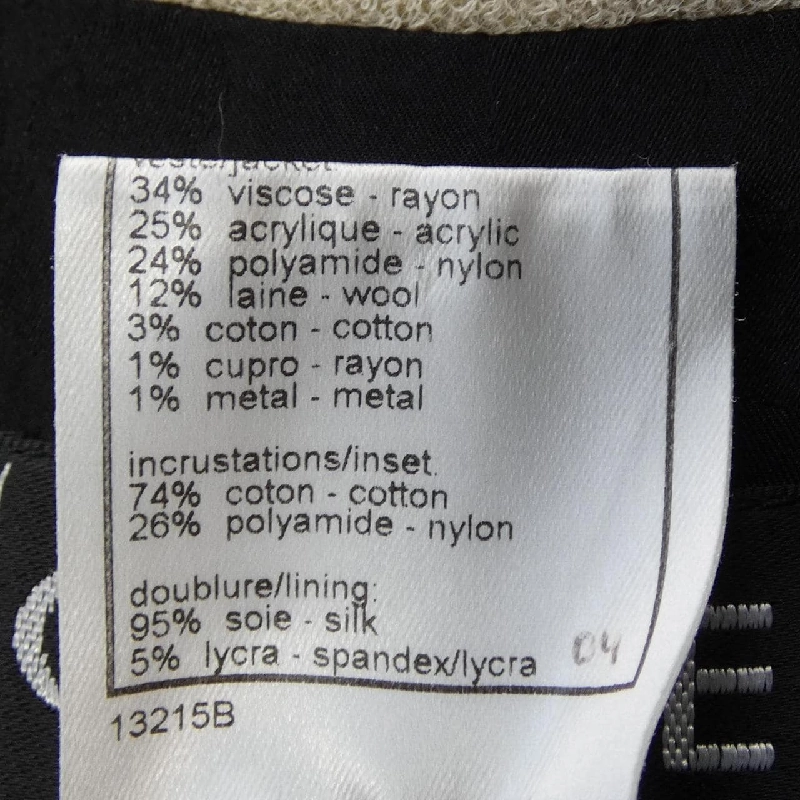 veste/jacket:
34% viscose - rayon
25% acrylique - acrylic
24% polyamide - nylon
12% laine - wool
3% coton - cotton
1% cupro - rayon
1% metal - metal
incrustations/inset.
74% coton - cotton
26% polyamide - nylon
doublure/lining:
95% soie - silk
5% lycra - spandex/lycra
04
13215B
C
E